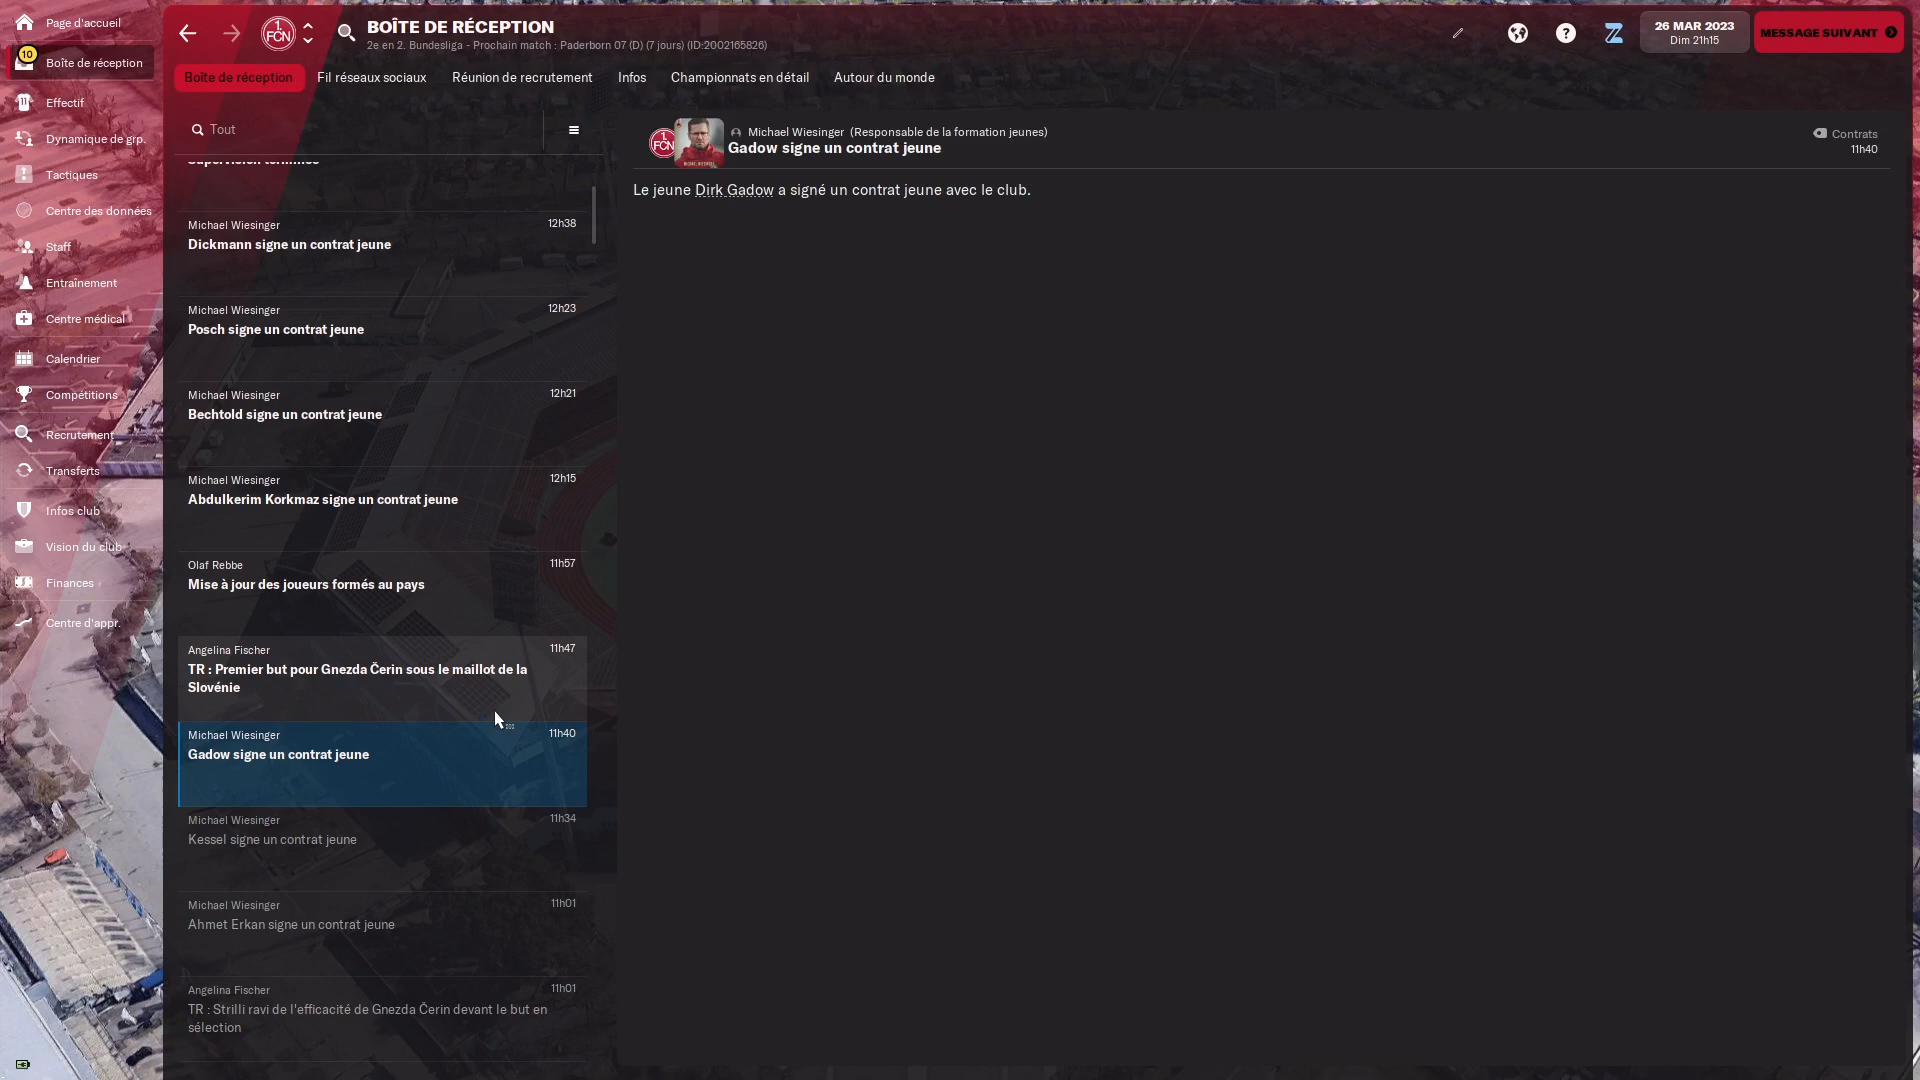 Page d'accueil
10
Boîte de réception
Effectif
Dynamique de grp.
Tactiques
Centre des données
Staff
Entraînement
Centre médical
Calendrier
Compétitions
Recrutement
Transferts
Infos club
Vision du club
Finances
Centre d'appr.
1. FCN
BOÎTE DE RÉCEPTION
2e en 2. Bundesliga - Prochain match : Paderborn 07 (D) (7 jours) (ID:2002165826)
26 MAR 2023
Dim 21h15
MESSAGE SUIVANT
Boîte de réception
Fil réseaux sociaux
Réunion de recrutement
Infos
Championnats en détail
Autour du monde
Tout
Supervision terminée
Michael Wiesinger 12h38
Dickmann signe un contrat jeune
Michael Wiesinger 12h23
Posch signe un contrat jeune
Michael Wiesinger 12h21
Bechtold signe un contrat jeune
Michael Wiesinger 12h15
Abdulkerim Korkmaz signe un contrat jeune
Olaf Rebbe 11h57
Mise à jour des joueurs formés au pays
Angelina Fischer 11h47
TR : Premier but pour Gnezda Čerin sous le maillot de la
Slovénie
Michael Wiesinger 11h40
Gadow signe un contrat jeune
Michael Wiesinger 11h34
Kessel signe un contrat jeune
Michael Wiesinger 11h01
Ahmet Erkan signe un contrat jeune
Angelina Fischer 11h01
TR : Strilli ravi de l'efficacité de Gnezda Čerin devant le but en
sélection
1. FCN
Michael Wiesinger (Responsable de la formation jeunes)
Gadow signe un contrat jeune
Contrats
11h40
Le jeune Dirk Gadow a signé un contrat jeune avec le club.